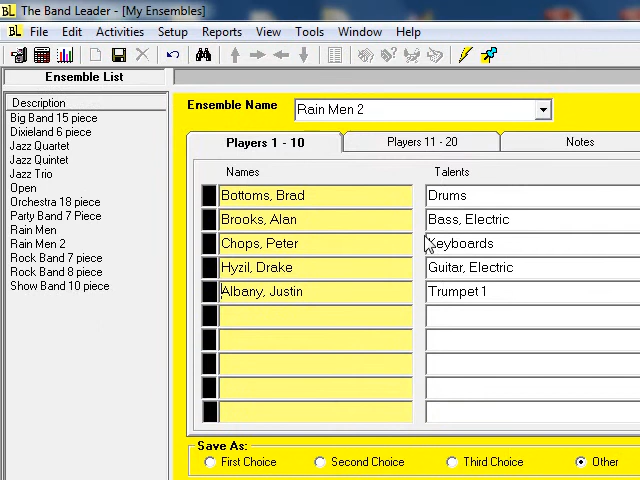 BL The Band Leader - [My Ensembles]
BL File Edit Activities Setup Reports View Tools Window Help
Ensemble List
Description
Big Band 15 piece
Dixieland 6 piece
Jazz Quartet
Jazz Quintet
Jazz Trio
Open
Orchestra 18 piece
Party Band 7 Piece
Rain Men
Rain Men 2
Rock Band 7 piece
Rock Band 8 piece
Show Band 10 piece
Ensemble Name Rain Men 2
Players 1 - 10 Players 11 - 20 Notes
Names Talents
Bottoms, Brad Drums
Brooks, Alan Bass, Electric
Chops, Peter Keyboards
Hyzil, Drake Guitar, Electric
Albany, Justin Trumpet 1
Save As:
First Choice Second Choice Third Choice Other